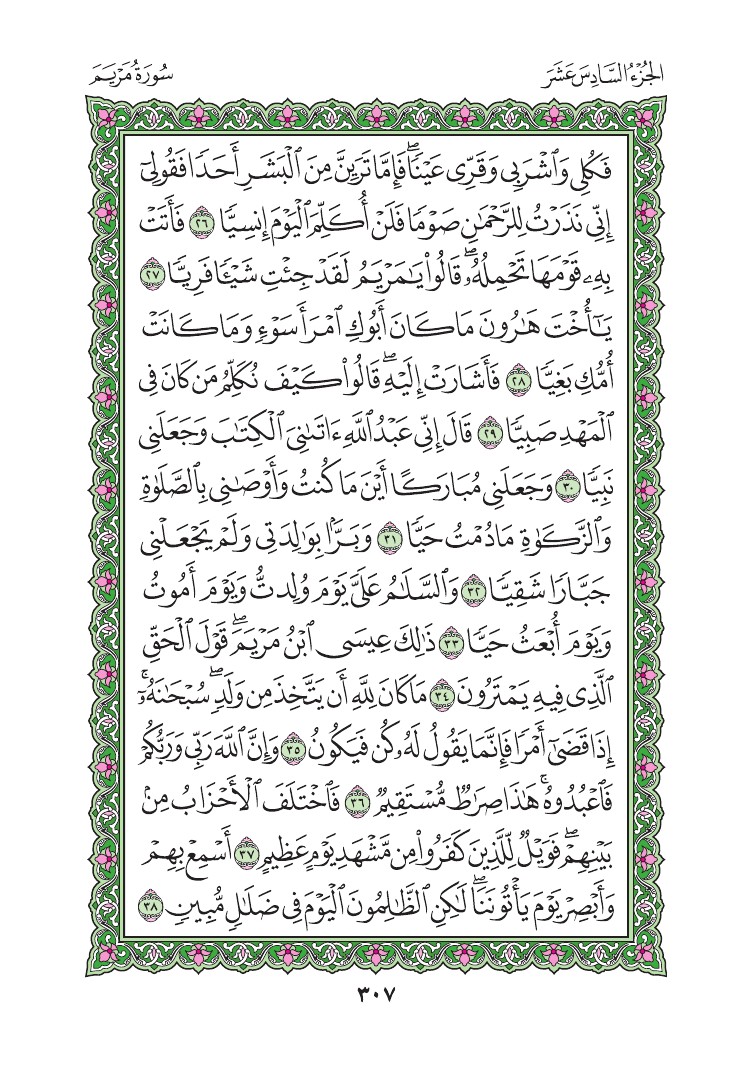 الجُزْءُ السَّادِسَ عَشَرَ
سُورَةُ مَرْيَمَ
فَكُلِي وَٱشْرَبِي وَقَرِّي عَيْنًاۖ فَإِمَّا تَرَيِنَّ مِنَ ٱلْبَشَرِ أَحَدًا فَقُولِيٓ
إِنِّي نَذَرْتُ لِلرَّحْمَٰنِ صَوْمًا فَلَنْ أُكَلِّمَ ٱلْيَوْمَ إِنسِيًّا ٢٦ فَأَتَتْ
بِهِۦ قَوْمَهَا تَحْمِلُهُۥۖ قَالُوا۟ يَٰمَرْيَمُ لَقَدْ جِئْتِ شَيْـًٔا فَرِيًّا ٢٧
يَٰٓأُخْتَ هَٰرُونَ مَا كَانَ أَبُوكِ ٱمْرَأَ سَوْءٍ وَمَا كَانَتْ
أُمُّكِ بَغِيًّا ٢٨ فَأَشَارَتْ إِلَيْهِۖ قَالُوا۟ كَيْفَ نُكَلِّمُ مَن كَانَ فِي
ٱلْمَهْدِ صَبِيًّا ٢٩ قَالَ إِنِّي عَبْدُ ٱللَّهِ ءَاتَىٰنِيَ ٱلْكِتَٰبَ وَجَعَلَنِي
نَبِيًّا ٣٠ وَجَعَلَنِي مُبَارَكًا أَيْنَ مَا كُنتُ وَأَوْصَٰنِي بِٱلصَّلَوٰةِ
وَٱلزَّكَوٰةِ مَا دُمْتُ حَيًّا ٣١ وَبَرًّۢا بِوَٰلِدَتِي وَلَمْ يَجْعَلْنِي
جَبَّارًا شَقِيًّا ٣٢ وَٱلسَّلَٰمُ عَلَيَّ يَوْمَ وُلِدتُّ وَيَوْمَ أَمُوتُ
وَيَوْمَ أُبْعَثُ حَيًّا ٣٣ ذَٰلِكَ عِيسَى ٱبْنُ مَرْيَمَۖ قَوْلَ ٱلْحَقِّ
ٱلَّذِي فِيهِ يَمْتَرُونَ ٣٤ مَا كَانَ لِلَّهِ أَن يَتَّخِذَ مِن وَلَدٍۖ سُبْحَٰنَهُۥٓۚ
إِذَا قَضَىٰٓ أَمْرًا فَإِنَّمَا يَقُولُ لَهُۥ كُن فَيَكُونُ ٣٥ وَإِنَّ ٱللَّهَ رَبِّي وَرَبُّكُمْ
فَٱعْبُدُوهُۚ هَٰذَا صِرَٰطٌ مُّسْتَقِيمٌ ٣٦ فَٱخْتَلَفَ ٱلْأَحْزَابُ مِنۢ
بَيْنِهِمْۖ فَوَيْلٌ لِّلَّذِينَ كَفَرُوا۟ مِن مَّشْهَدِ يَوْمٍ عَظِيمٍ ٣٧ أَسْمِعْ بِهِمْ
وَأَبْصِرْ يَوْمَ يَأْتُونَنَاۖ لَٰكِنِ ٱلظَّٰلِمُونَ ٱلْيَوْمَ فِي ضَلَٰلٍ مُّبِينٍ ٣٨
٣٠٧